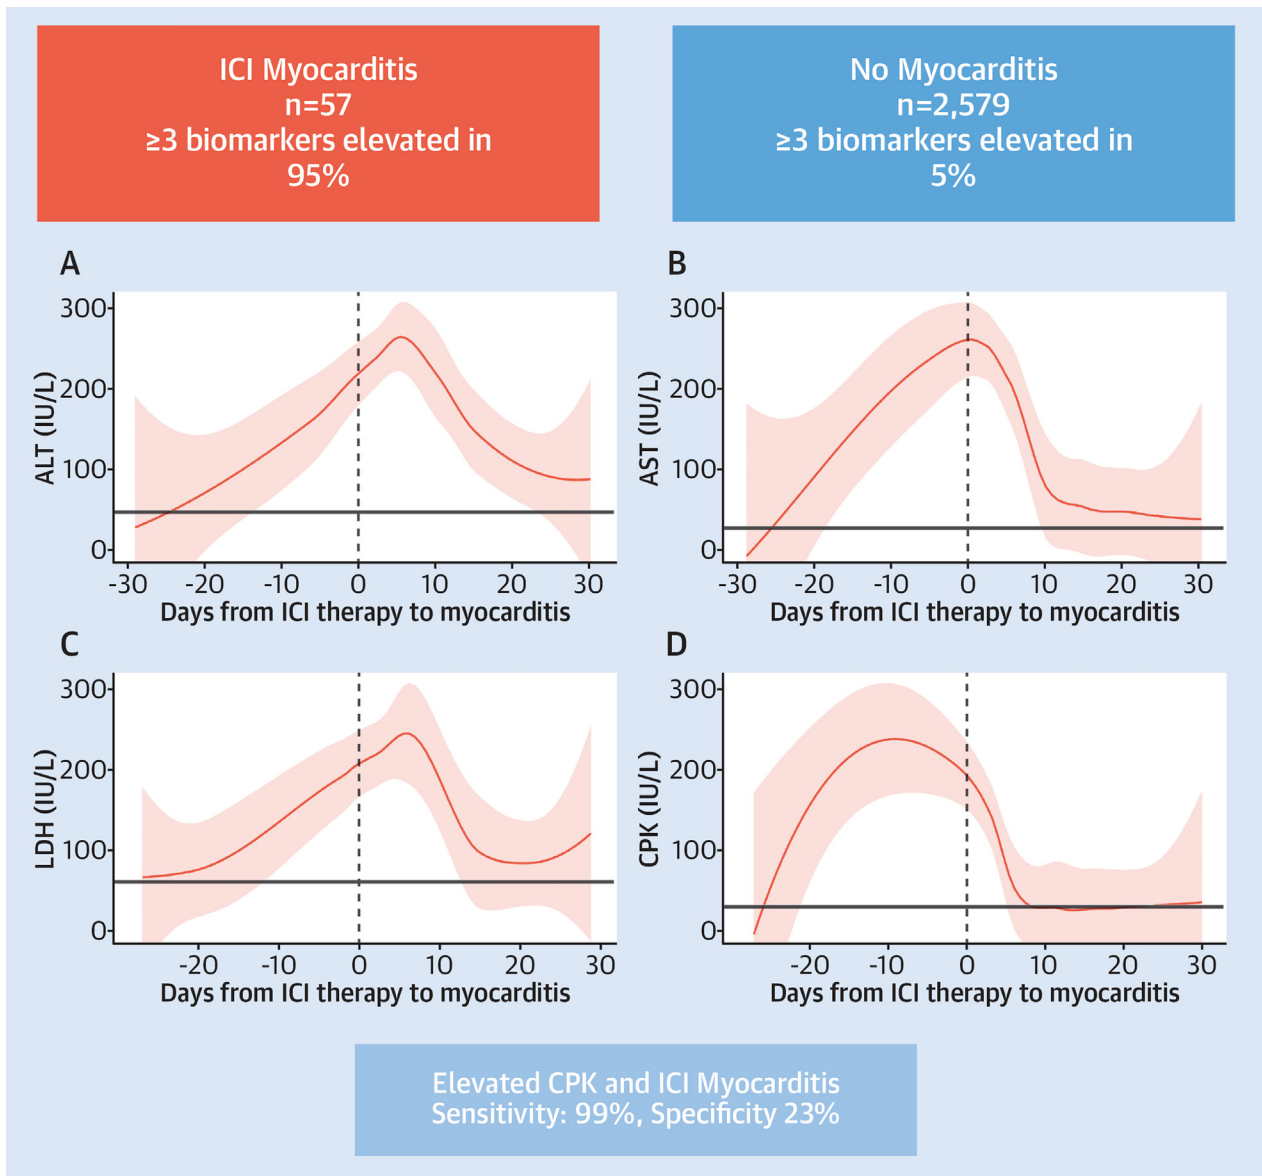 ICI Myocarditis
n=57
≥3 biomarkers elevated in
95%
No Myocarditis
n=2,579
≥3 biomarkers elevated in
5%
A
300
200
100
0
ALT (IU/L)
-30 -20 -10 0 10 20 30
Days from ICI therapy to myocarditis
B
300
200
100
0
AST (IU/L)
-30 -20 -10 0 10 20 30
Days from ICI therapy to myocarditis
C
300
200
100
0
LDH (IU/L)
-20 -10 0 10 20 30
Days from ICI therapy to myocarditis
D
300
200
100
0
CPK (IU/L)
-20 -10 0 10 20 30
Days from ICI therapy to myocarditis
Elevated CPK and ICI Myocarditis
Sensitivity: 99%, Specificity 23%